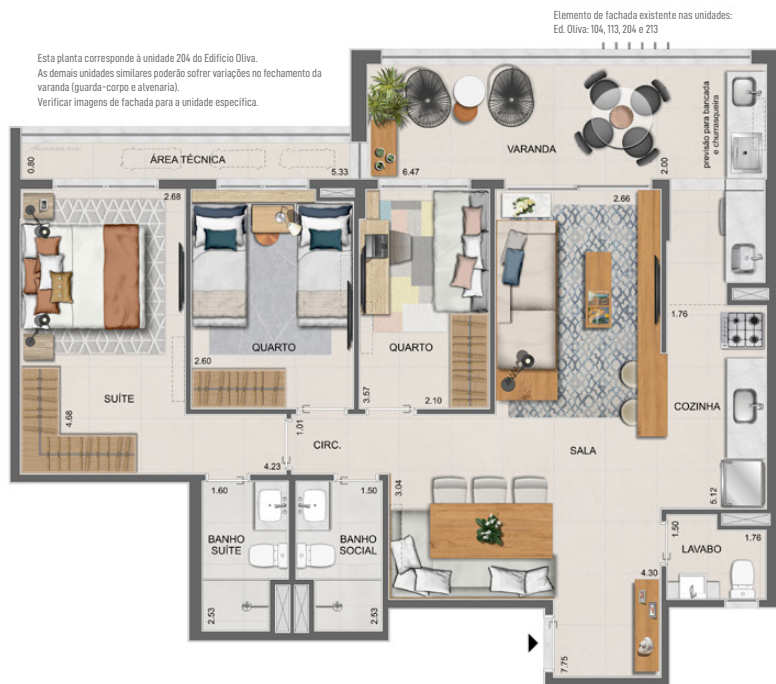 Elemento de fachada existente nas unidades:
Ed. Oliva: 104, 113, 204 e 213
Esta planta corresponde à unidade 204 do Edifício Oliva.
As demais unidades similares poderão sofrer variações no fechamento da
varanda (guarda-corpo e alvenaria).
Verificar imagens de fachada para a unidade específica.
previsão para bancada
e churrasqueira
VARANDA
ÁREA TÉCNICA
0.80
5.33
6.47
2.00
2.68
2.66
1.76
QUARTO
QUARTO
2.60
3.57
2.10
SUÍTE
4.68
1.01
CIRC.
4.23
COZINHA
SALA
5.12
1.60
1.50
3.04
BANHO
SUÍTE
BANHO
SOCIAL
1.50
1.76
LAVABO
4.30
2.53
2.53
7.75